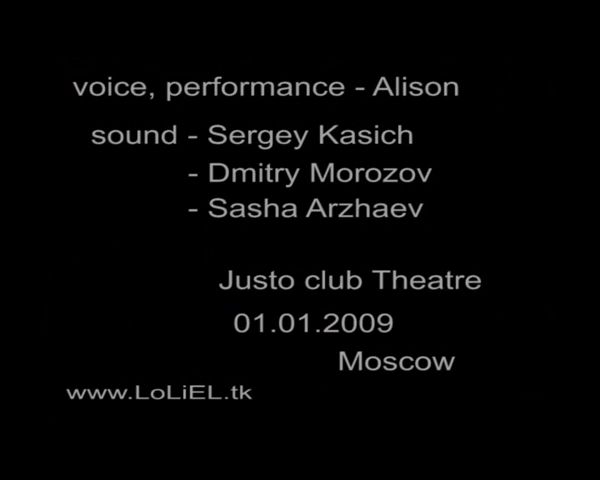 voice, performance - Alison
sound - Sergey Kasich
- Dmitry Morozov
- Sasha Arzhaev
Justo club Theatre
01.01.2009
Moscow
www.LoLiEL.tk